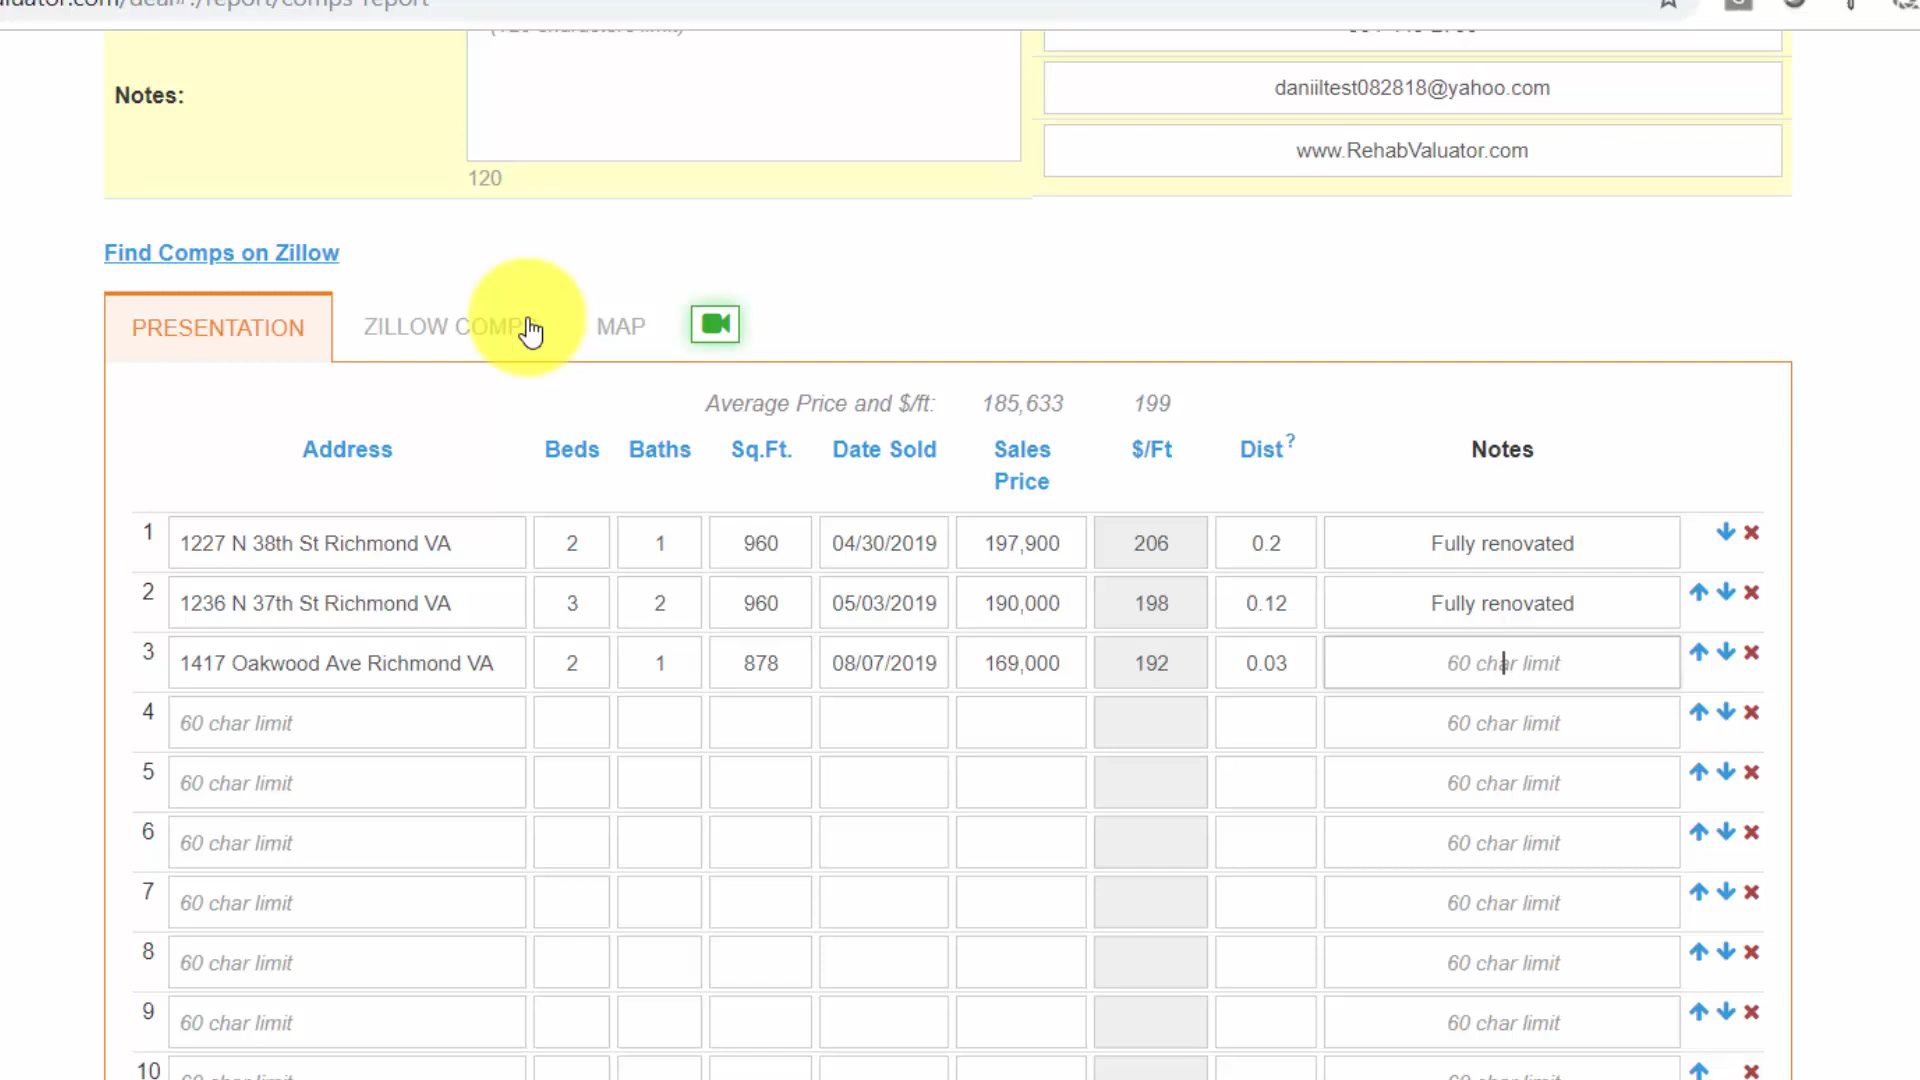 Notes:
120
daniiltest082818@yahoo.com
www.RehabValuator.com
Find Comps on Zillow
PRESENTATION ZILLOW COMPS MAP
Average Price and $/ft: 185,633 199
Address Beds Baths Sq.Ft. Date Sold Sales Price $/Ft Dist? Notes
1 1227 N 38th St Richmond VA 2 1 960 04/30/2019 197,900 206 0.2 Fully renovated
2 1236 N 37th St Richmond VA 3 2 960 05/03/2019 190,000 198 0.12 Fully renovated
3 1417 Oakwood Ave Richmond VA 2 1 878 08/07/2019 169,000 192 0.03 60 char limit
4 60 char limit 60 char limit
5 60 char limit 60 char limit
6 60 char limit 60 char limit
7 60 char limit 60 char limit
8 60 char limit 60 char limit
9 60 char limit 60 char limit
10